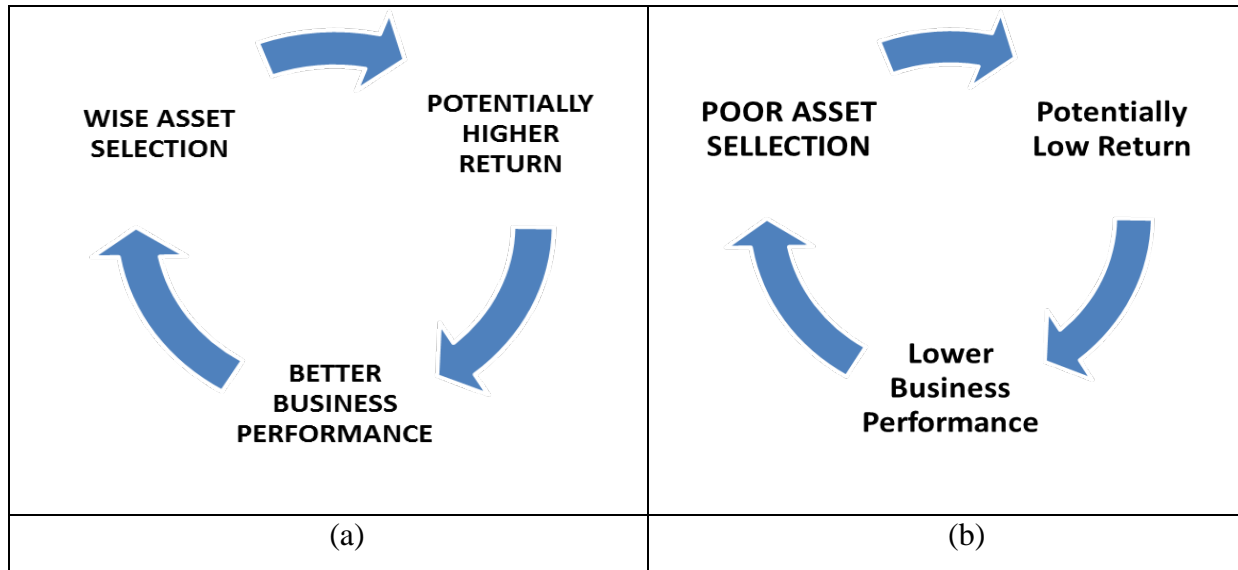 WISE ASSET
SELECTION
POTENTIALLY
HIGHER
RETURN
BETTER
BUSINESS
PERFORMANCE
(a)
POOR ASSET
SELLECTION
Potentially
Low Return
Lower
Business
Performance
(b)